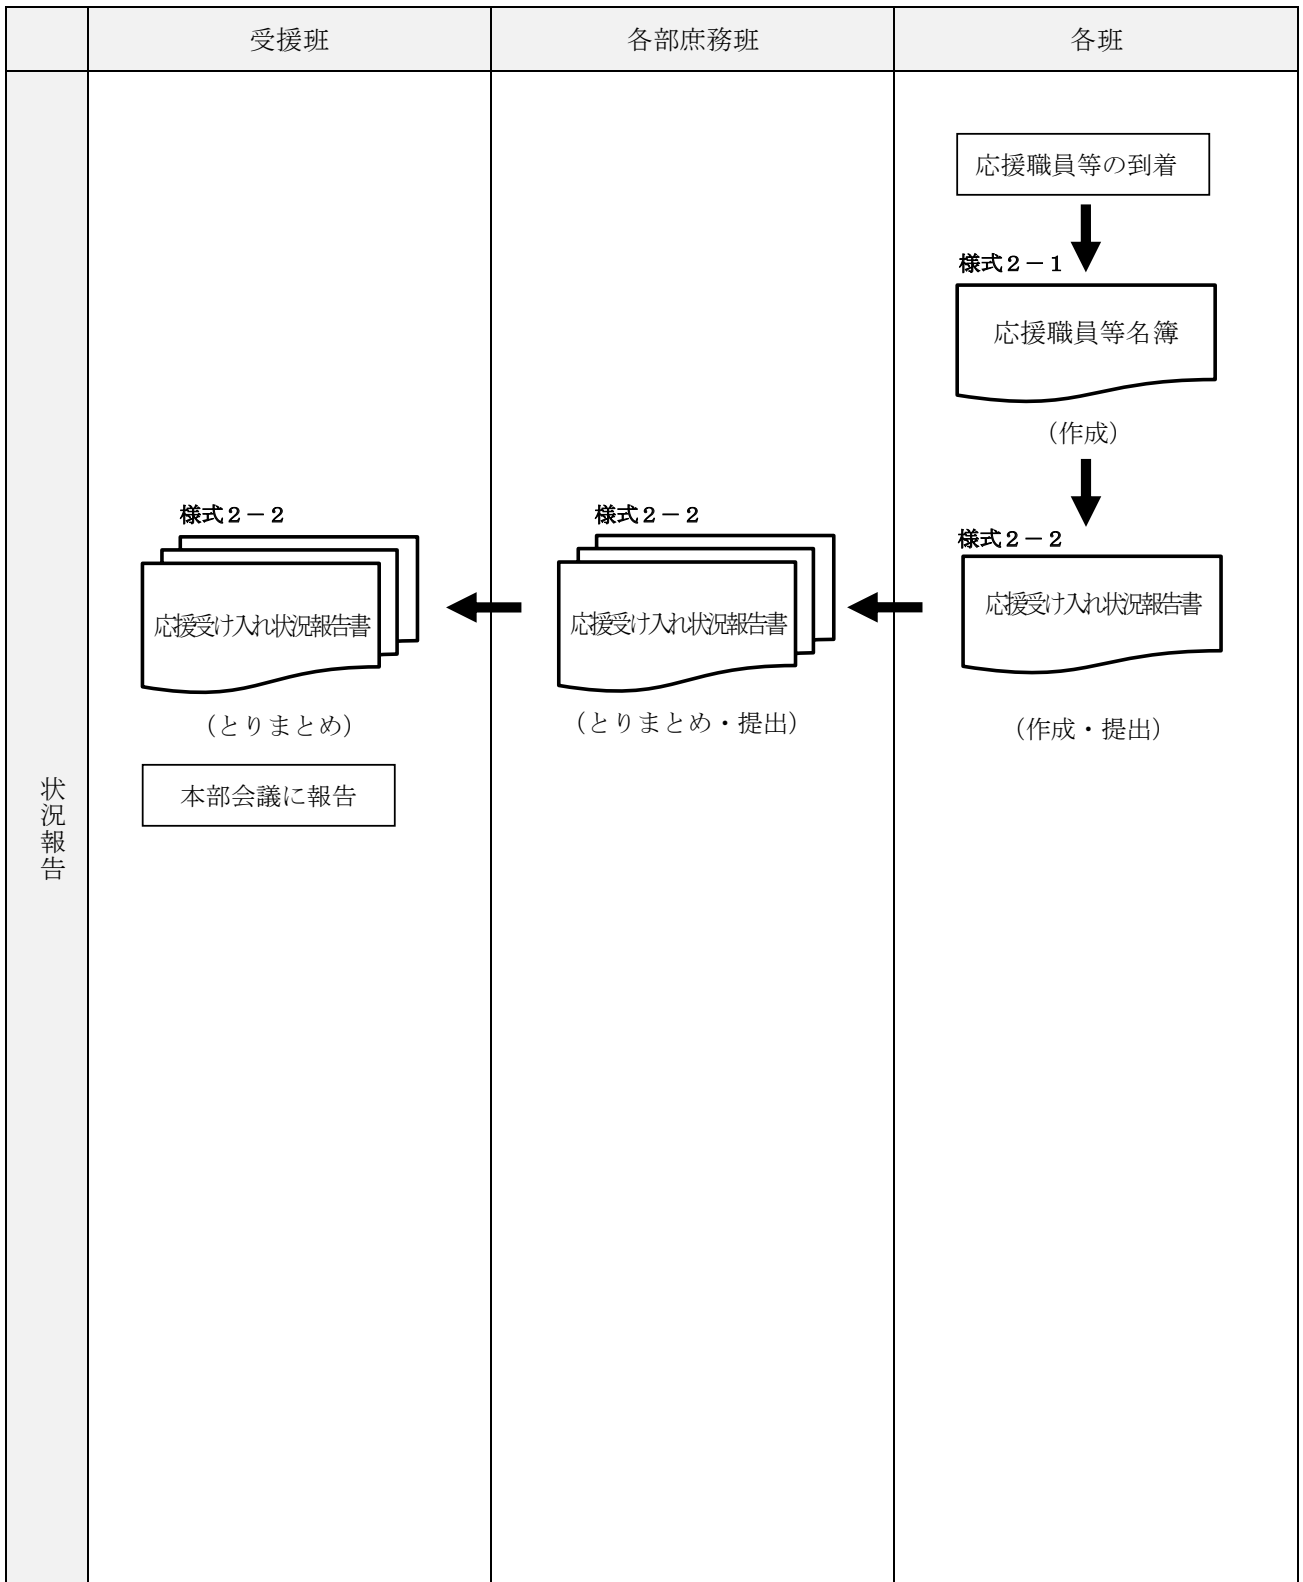 受援班
各部庶務班
各班
状況報告
応援職員等の到着
様式2－1
応援職員等名簿
（作成）
様式2－2
応援受け入れ状況報告書
（作成・提出）
様式2－2
応援受け入れ状況報告書
（とりまとめ・提出）
様式2－2
応援受け入れ状況報告書
（とりまとめ）
本部会議に報告